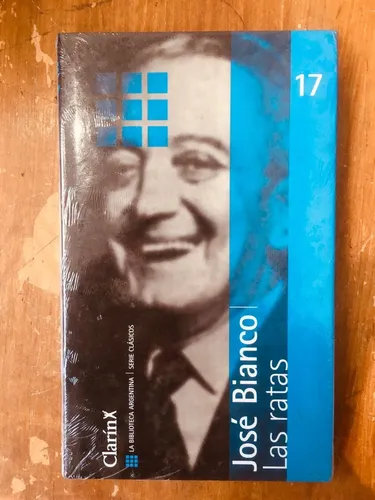 17
José Bianco
Las ratas
Clarín
LA BIBLIOTECA ARGENTINA | SERIE CLÁSICOS